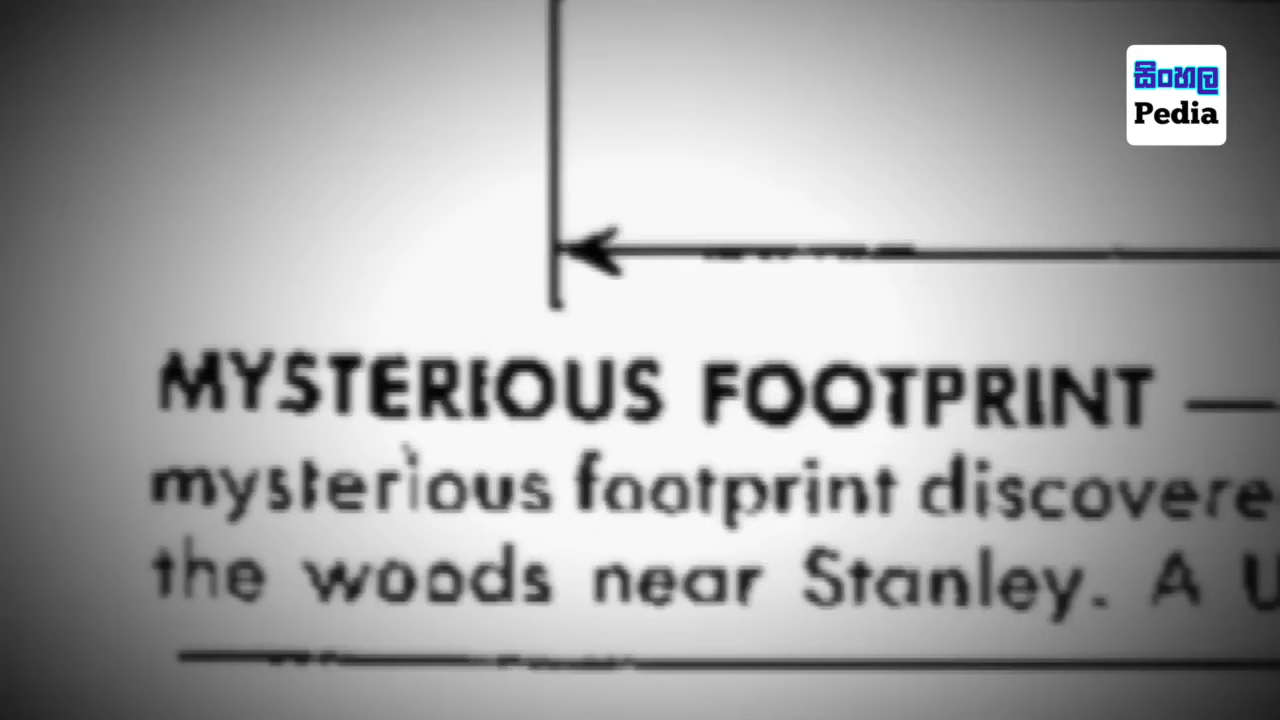 සිංහල
Pedia
MYSTERIOUS FOOTPRINT —
mysterious footprint discovere
the woods near Stanley. A U